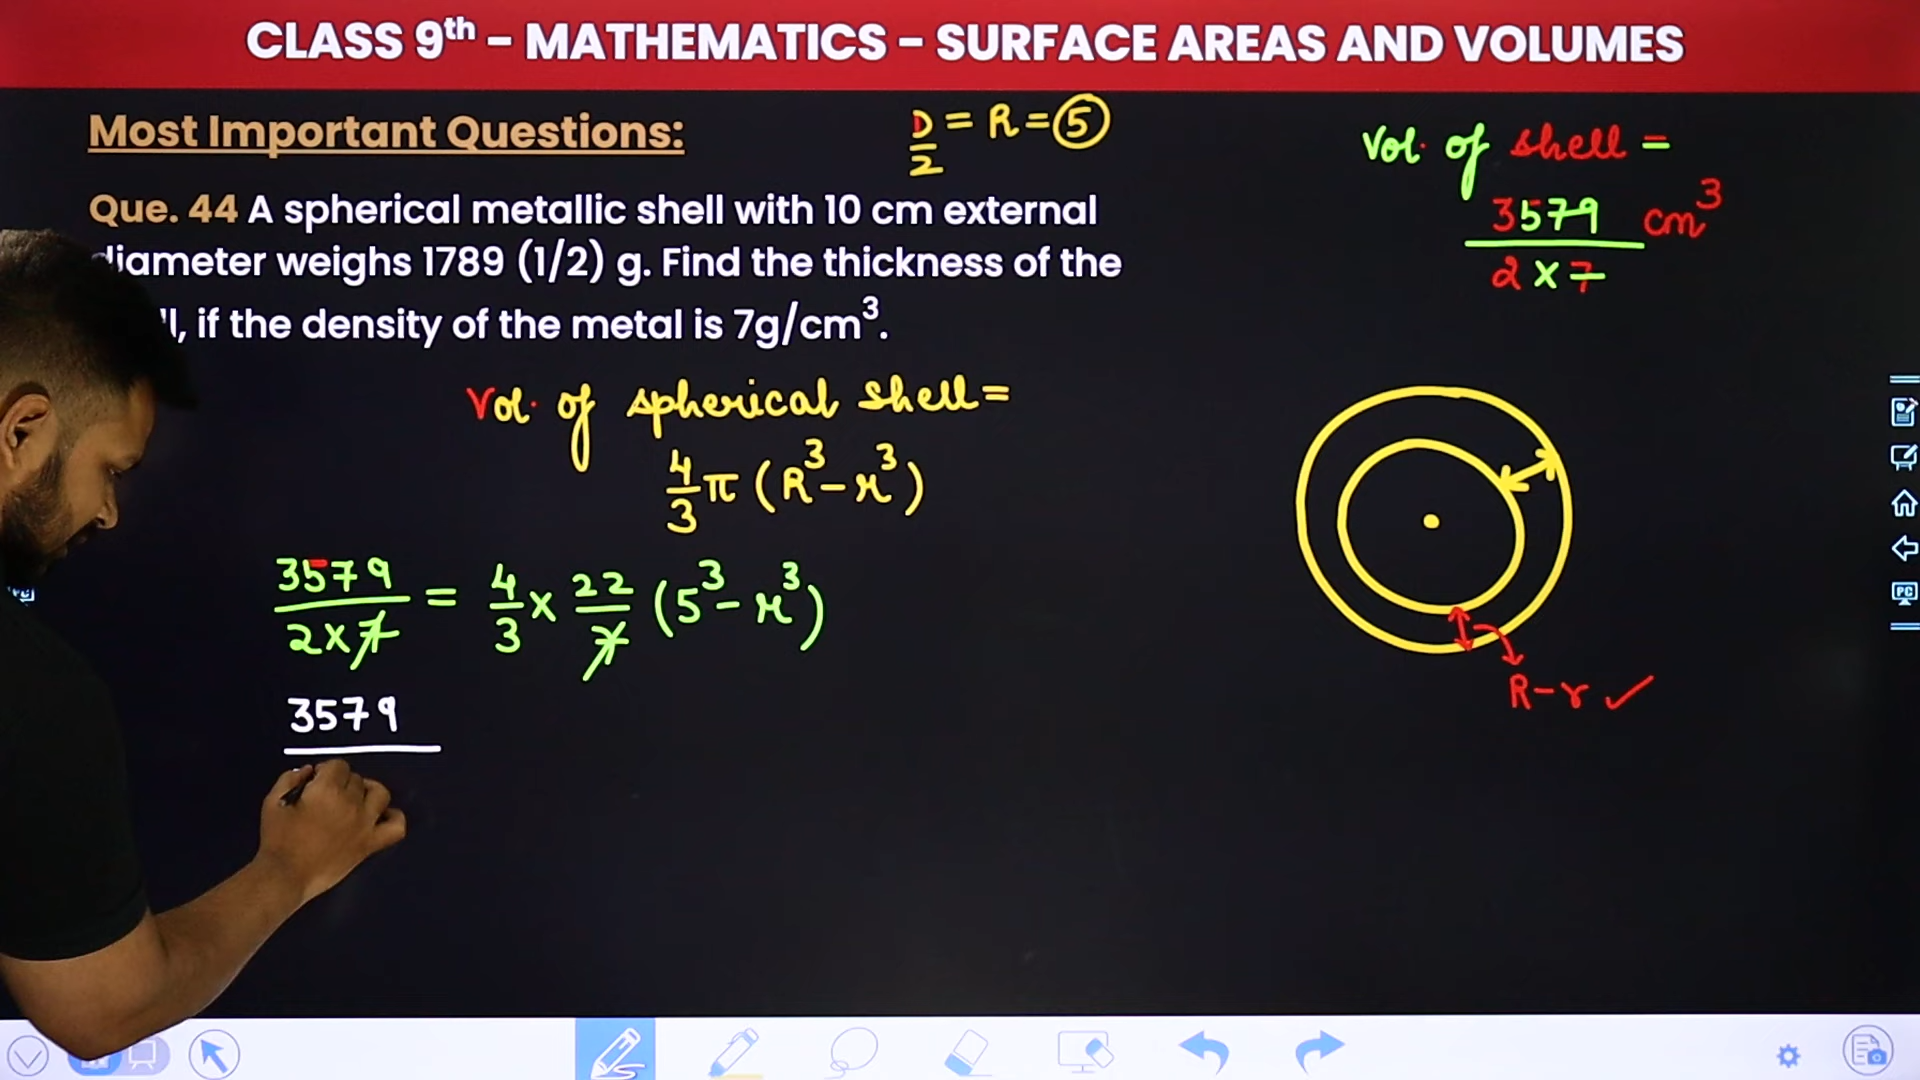 CLASS 9th - MATHEMATICS - SURFACE AREAS AND VOLUMES
Most Important Questions:
D/2 = R = 5
Que. 44 A spherical metallic shell with 10 cm external
diameter weighs 1789 (1/2) g. Find the thickness of the
, if the density of the metal is 7g/cm³.
Vol. of shell =
3579 cm³
2 × 7
Vol. of spherical shell =
4/3 π (R³ - r³)
3579/(2×7) = 4/3 × 22/7 (5³ - r³)
3579
R - r ✓
PC